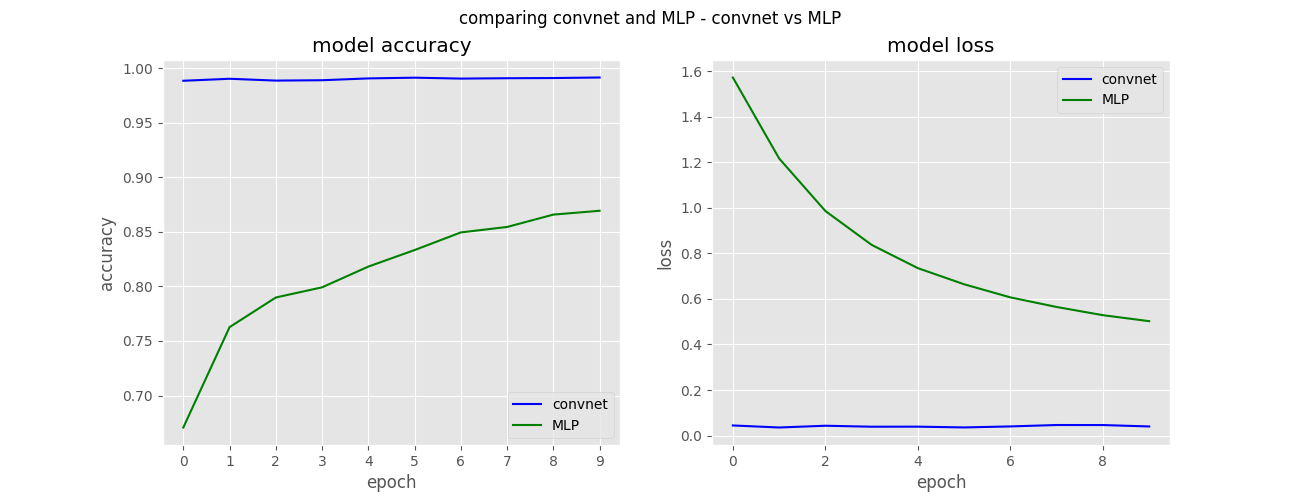 comparing convnet and MLP - convnet vs MLP
model accuracy
1.00
0.95
0.90
0.85
0.80
0.75
0.70
accuracy
0 1 2 3 4 5 6 7 8 9
epoch
convnet
MLP
model loss
1.6
1.4
1.2
1.0
0.8
0.6
0.4
0.2
0.0
loss
0 2 4 6 8
epoch
convnet
MLP